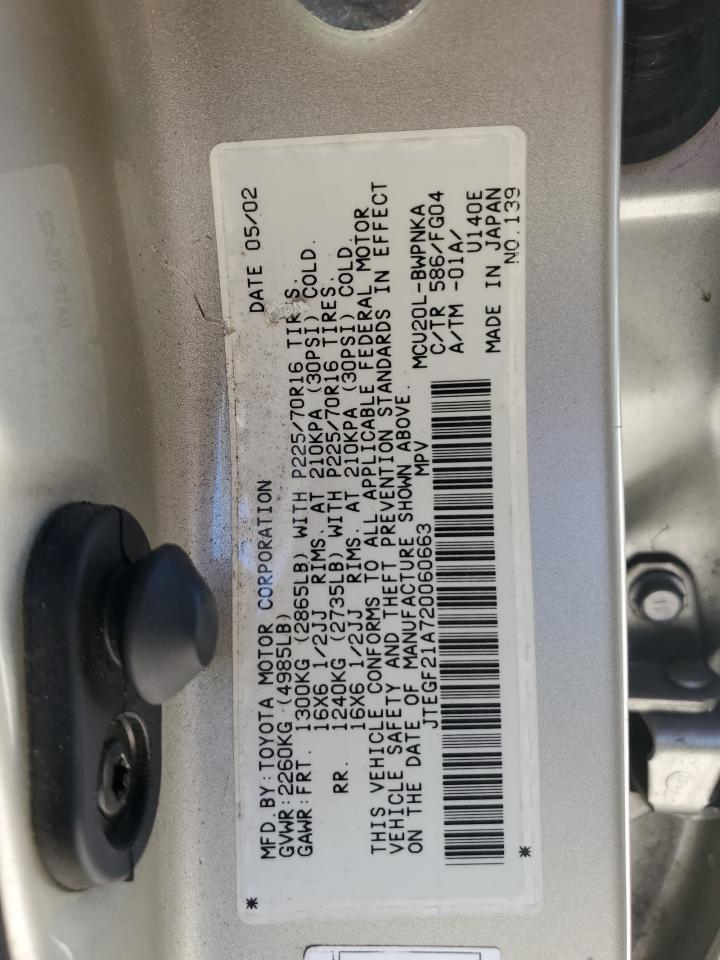 MFD. BY: TOYOTA MOTOR CORPORATION DATE 05/02
GVWR: 2260KG (4985LB)
GAWR: FRT. 1300KG (2865LB) WITH P225/70R16 TIRES.
16X6 1/2JJ RIMS. AT 210KPA (30PSI) COLD.
RR. 1240KG (2735LB) WITH P225/70R16 TIRES.
16X6 1/2JJ RIMS. AT 210KPA (30PSI) COLD.
THIS VEHICLE CONFORMS TO ALL APPLICABLE FEDERAL MOTOR
VEHICLE SAFETY AND THEFT PREVENTION STANDARDS IN EFFECT
ON THE DATE OF MANUFACTURE SHOWN ABOVE.
JTEGF21A720060663 MPV
MCU20L-BWPNKA
C/TR 586/FG04
A/TM -01A/
U140E
MADE IN JAPAN
NO.139